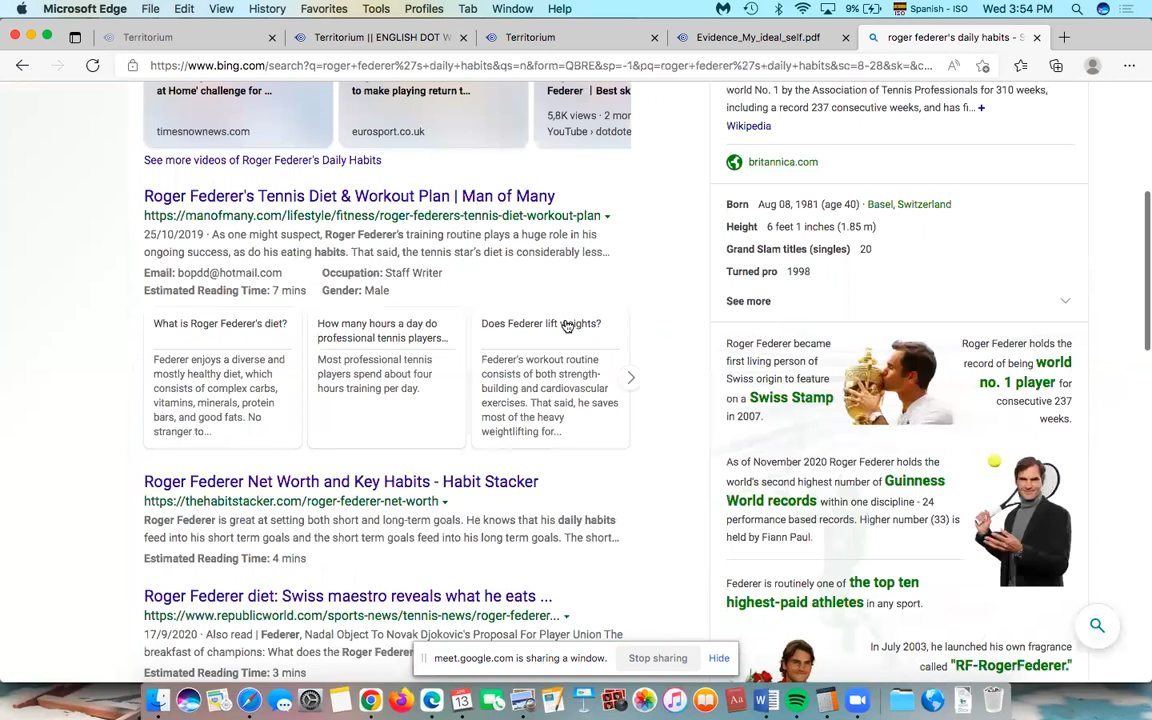 Microsoft Edge File Edit View History Favorites Tools Profiles Tab Window Help 9% Spanish - ISO Wed 3:54 PM
Territorium
Territorium || ENGLISH DOT W
Territorium
Evidence_My_ideal_self.pdf
roger federer's daily habits - S
https://www.bing.com/search?q=roger+federer%27s+daily+habits&qs=n&form=QBRE&sp=-1&pq=roger+federer%27s+daily+habits&sc=8-28&sk=&c...
at Home' challenge for ...
timesnownews.com
to make playing return t...
eurosport.co.uk
Federer | Best sk
5,8K views · 2 mor
YouTube › dotdote
See more videos of Roger Federer's Daily Habits
Roger Federer's Tennis Diet & Workout Plan | Man of Many
https://manofmany.com/lifestyle/fitness/roger-federers-tennis-diet-workout-plan
25/10/2019 · As one might suspect, Roger Federer's training routine plays a huge role in his
ongoing success, as do his eating habits. That said, the tennis star's diet is considerably less...
Email: bopdd@hotmail.com Occupation: Staff Writer
Estimated Reading Time: 7 mins Gender: Male
What is Roger Federer's diet?
Federer enjoys a diverse and
mostly healthy diet, which
consists of complex carbs,
vitamins, minerals, protein
bars, and good fats. No
stranger to...
How many hours a day do
professional tennis players...
Most professional tennis
players spend about four
hours training per day.
Does Federer lift weights?
Federer's workout routine
consists of both strength-
building and cardiovascular
exercises. That said, he saves
most of the heavy
weightlifting for...
Roger Federer Net Worth and Key Habits - Habit Stacker
https://thehabitstacker.com/roger-federer-net-worth
Roger Federer is great at setting both short and long-term goals. He knows that his daily habits
feed into his short term goals and the short term goals feed into his long term goals. The short...
Estimated Reading Time: 4 mins
Roger Federer diet: Swiss maestro reveals what he eats ...
https://www.republicworld.com/sports-news/tennis-news/roger-federer...
17/9/2020 · Also read | Federer, Nadal Object To Novak Djokovic's Proposal For Player Union The
breakfast of champions: What does the Roger Federer
Estimated Reading Time: 3 mins
world No. 1 by the Association of Tennis Professionals for 310 weeks,
including a record 237 consecutive weeks, and has fi... +
Wikipedia
britannica.com
Born Aug 08, 1981 (age 40) · Basel, Switzerland
Height 6 feet 1 inches (1.85 m)
Grand Slam titles (singles) 20
Turned pro 1998
See more
Roger Federer became
first living person of
Swiss origin to feature
on a Swiss Stamp
in 2007.
Roger Federer holds the
record of being world
no. 1 player for
consecutive 237
weeks.
As of November 2020 Roger Federer holds the
world's second highest number of Guinness
World records within one discipline - 24
performance based records. Higher number (33) is
held by Fiann Paul.
Federer is routinely one of the top ten
highest-paid athletes in any sport.
In July 2003, he launched his own fragrance
called "RF-RogerFederer."
meet.google.com is sharing a window. Stop sharing Hide